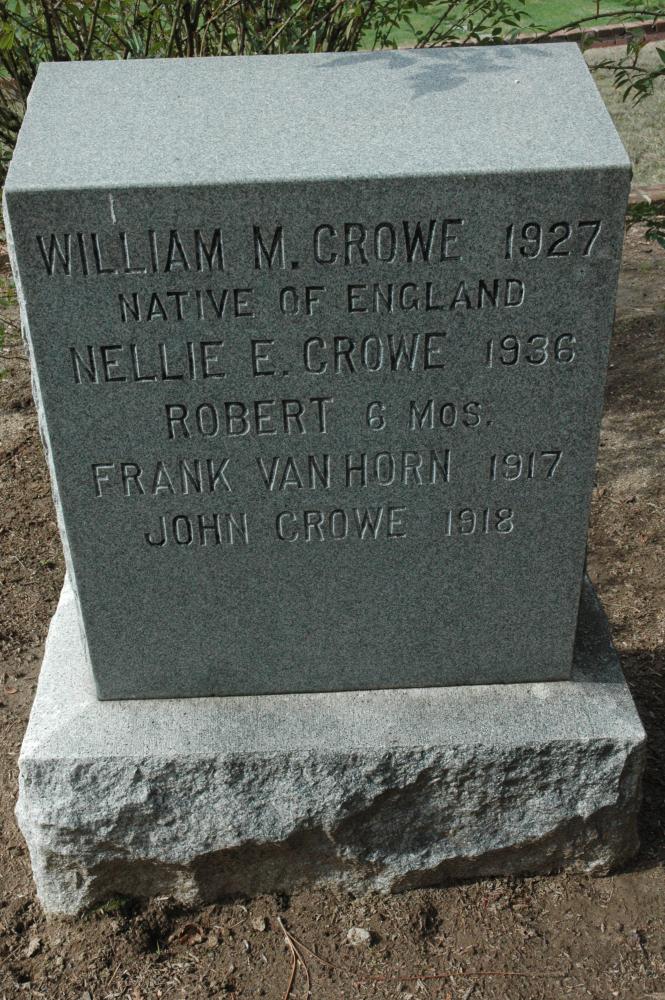 WILLIAM M. CROWE 1927
NATIVE OF ENGLAND
NELLIE E. CROWE 1936
ROBERT 6 MOS.
FRANK VAN HORN 1917
JOHN CROWE 1918